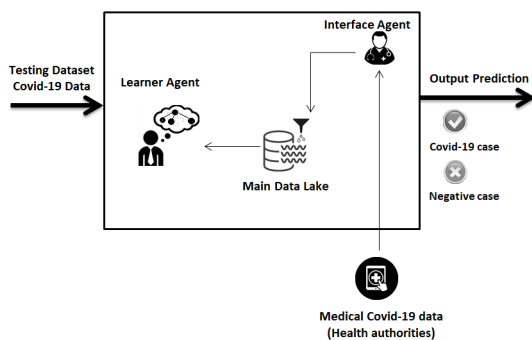 Interface Agent
Testing Dataset
Covid-19 Data
Learner Agent
Output Prediction
Covid-19 case
Main Data Lake
Negative case
Medical Covid-19 data
(Health authorities)